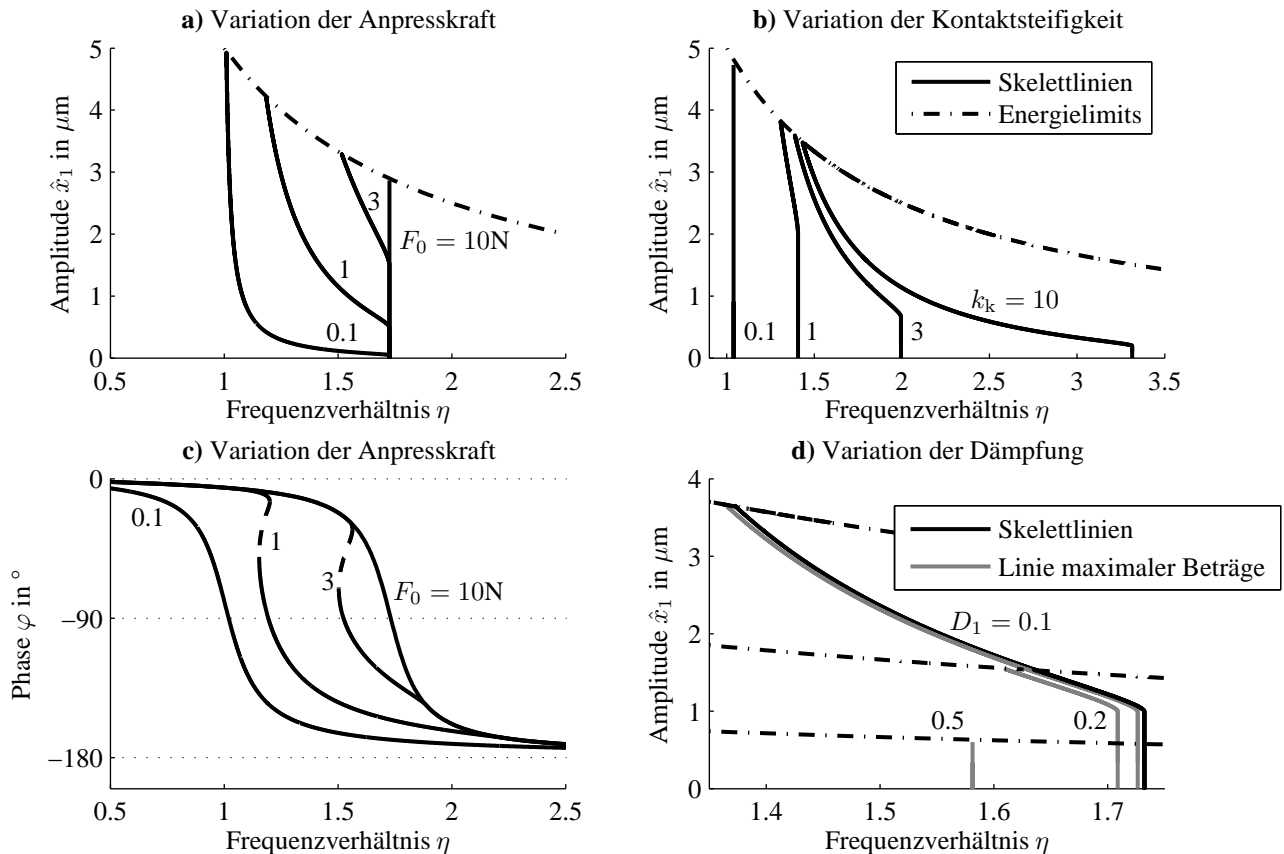 a) Variation der Anpresskraft
Amplitude x̂₁ in μm
5
4
3
2
1
0
3
F₀ = 10N
1
0.1
0.5
1
1.5
2
2.5
Frequenzverhältnis η
b) Variation der Kontaktsteifigkeit
Amplitude x̂₁ in μm
5
4
3
2
1
0
Skelettlinien
Energielimits
kₖ = 10
0.1
1
3
1
1.5
2
2.5
3
3.5
Frequenzverhältnis η
c) Variation der Anpresskraft
Phase φ in °
0
−90
−180
0.1
1
3
F₀ = 10N
0.5
1
1.5
2
2.5
Frequenzverhältnis η
d) Variation der Dämpfung
Amplitude x̂₁ in μm
4
3
2
1
0
Skelettlinien
Linie maximaler Beträge
D₁ = 0.1
0.5
0.2
1.4
1.5
1.6
1.7
Frequenzverhältnis η